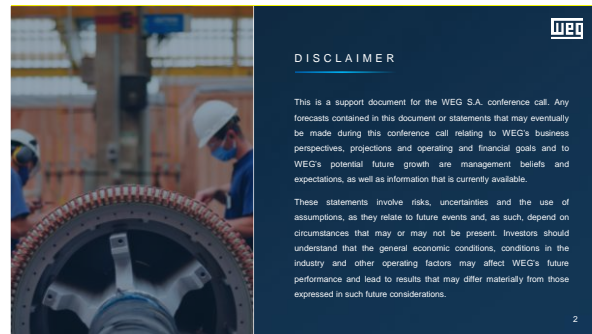 WEG
DISCLAIMER
This is a support document for the WEG S.A. conference call. Any
forecasts contained in this document or statements that may eventually
be made during this conference call relating to WEG's business
perspectives, projections and operating and financial goals and to
WEG's potential future growth are management beliefs and
expectations, as well as information that is currently available.
These statements involve risks, uncertainties and the use of
assumptions, as they relate to future events and, as such, depend on
circumstances that may or may not be present. Investors should
understand that the general economic conditions, conditions in the
industry and other operating factors may affect WEG's future
performance and lead to results that may differ materially from those
expressed in such future considerations.
2